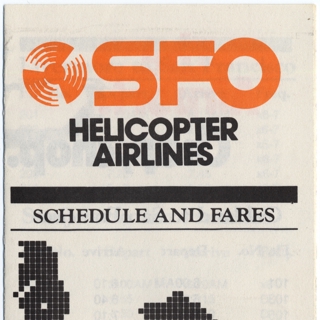 SFO
HELICOPTER
AIRLINES
SCHEDULE AND FARES